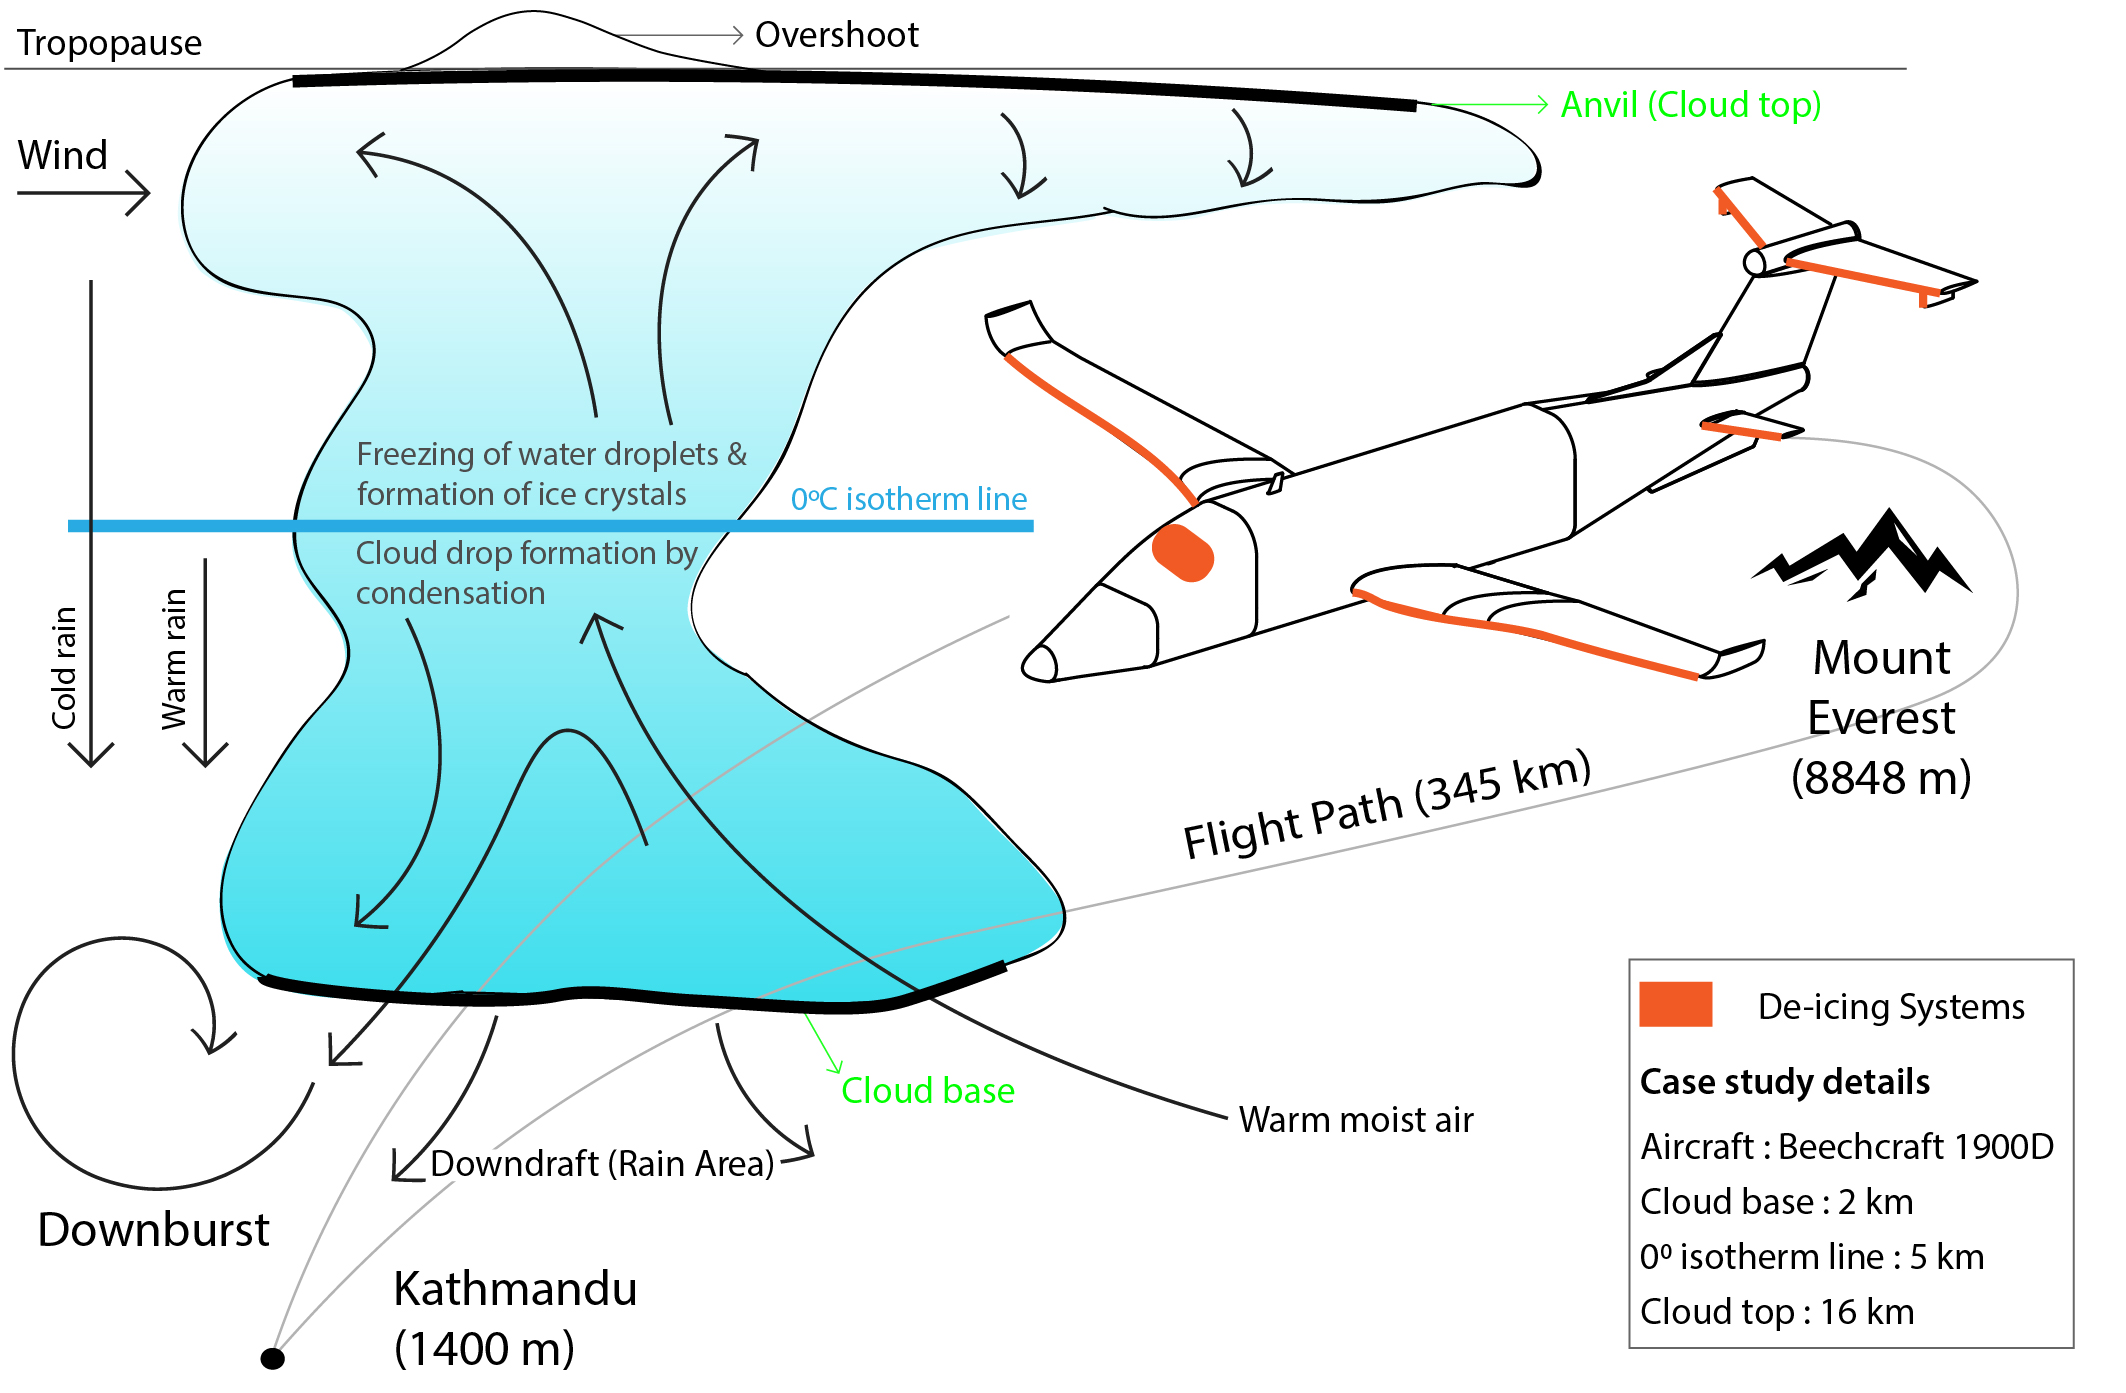 Tropopause
Overshoot
Anvil (Cloud top)
Wind
Freezing of water droplets &
formation of ice crystals
0ºC isotherm line
Cloud drop formation by
condensation
Cold rain
Warm rain
Mount
Everest
(8848 m)
Flight Path (345 km)
Cloud base
Warm moist air
Downdraft (Rain Area)
Downburst
Kathmandu
(1400 m)
De-icing Systems
Case study details
Aircraft : Beechcraft 1900D
Cloud base : 2 km
0º isotherm line : 5 km
Cloud top : 16 km